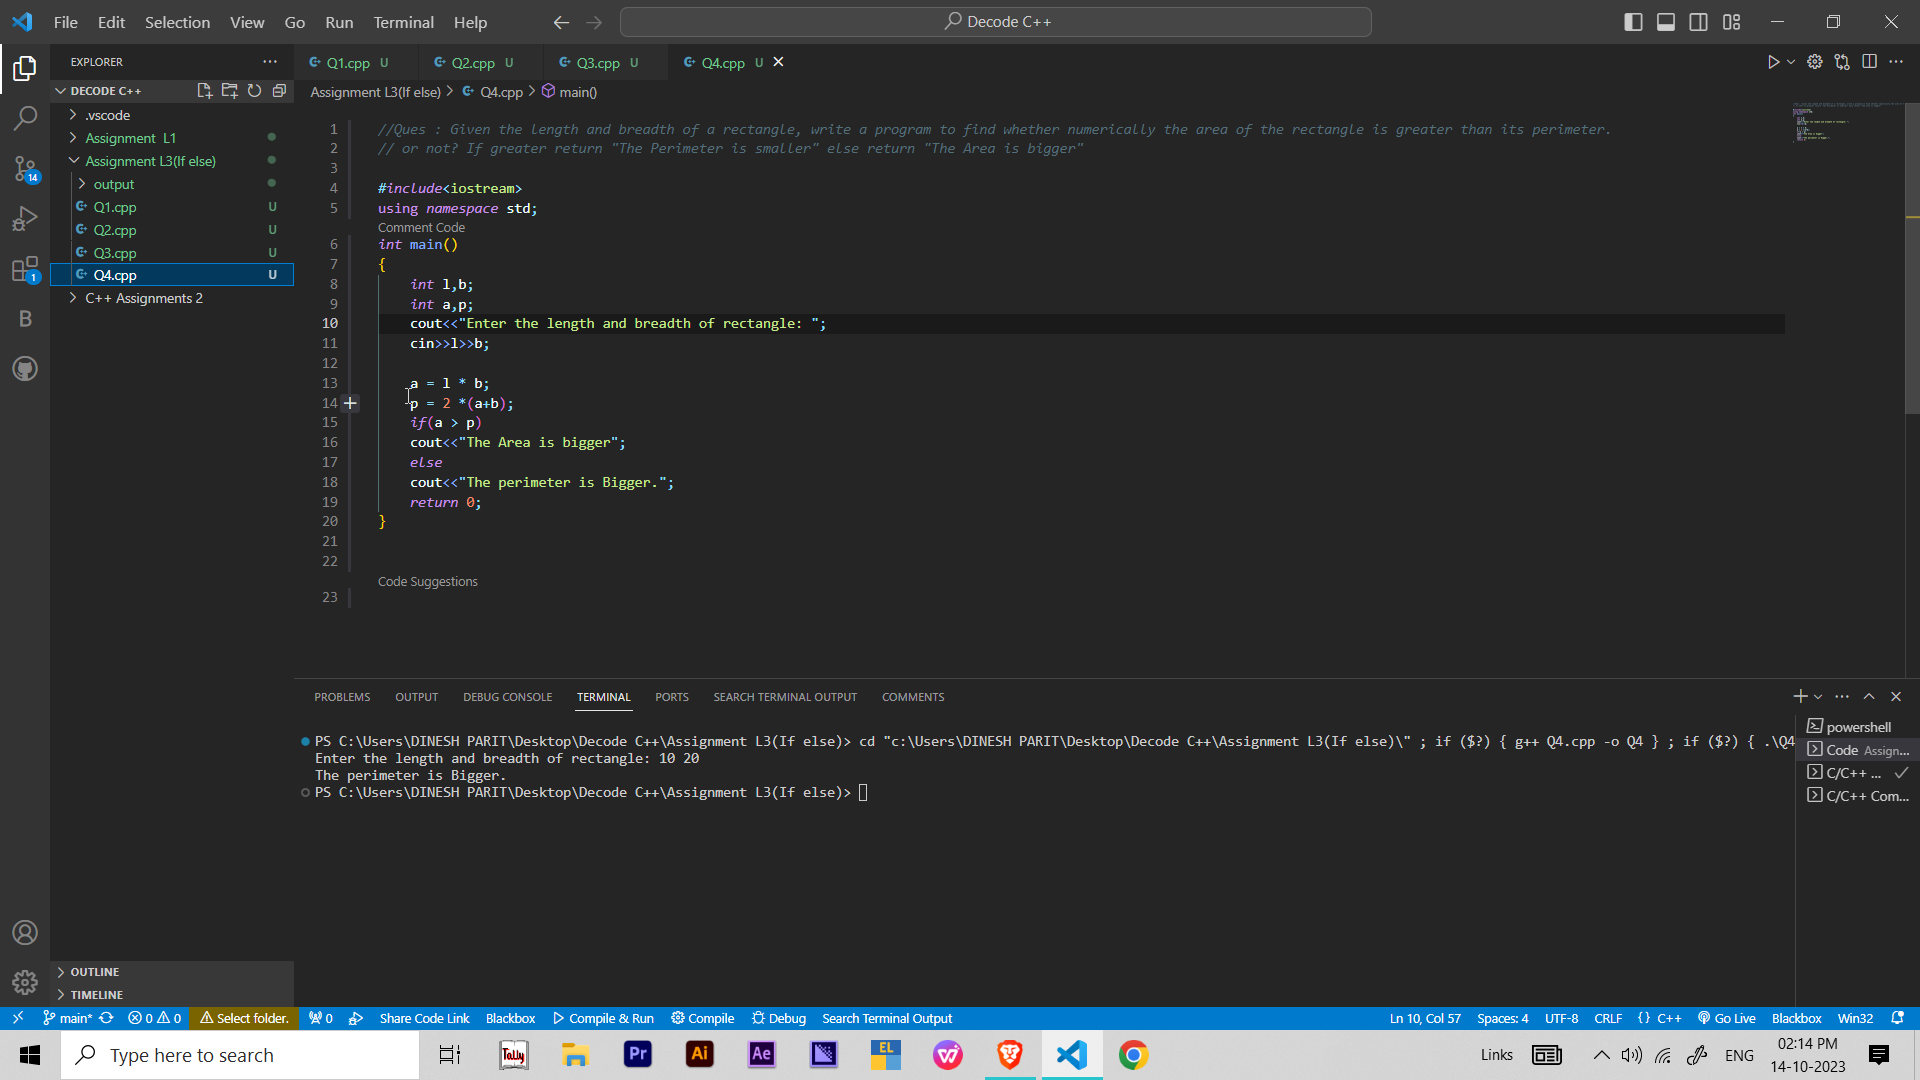 File Edit Selection View Go Run Terminal Help
Decode C++
EXPLORER
DECODE C++
.vscode
Assignment L1
Assignment L3(If else)
output
Q1.cpp U
Q2.cpp U
Q3.cpp U
Q4.cpp U
C++ Assignments 2
OUTLINE
TIMELINE
Q1.cpp U Q2.cpp U Q3.cpp U Q4.cpp U
Assignment L3(If else) > Q4.cpp > main()
1 //Ques : Given the length and breadth of a rectangle, write a program to find whether numerically the area of the rectangle is greater than its perimeter.
2 // or not? If greater return "The Perimeter is smaller" else return "The Area is bigger"
3
4 #include<iostream>
5 using namespace std;
Comment Code
6 int main()
7 {
8 int l,b;
9 int a,p;
10 cout<<"Enter the length and breadth of rectangle: ";
11 cin>>l>>b;
12
13 a = l * b;
14 p = 2 *(a+b);
15 if(a > p)
16 cout<<"The Area is bigger";
17 else
18 cout<<"The perimeter is Bigger.";
19 return 0;
20 }
21
22
Code Suggestions
23
PROBLEMS OUTPUT DEBUG CONSOLE TERMINAL PORTS SEARCH TERMINAL OUTPUT COMMENTS
PS C:\Users\DINESH PARIT\Desktop\Decode C++\Assignment L3(If else)> cd "c:\Users\DINESH PARIT\Desktop\Decode C++\Assignment L3(If else)\" ; if ($?) { g++ Q4.cpp -o Q4 } ; if ($?) { .\Q4
Enter the length and breadth of rectangle: 10 20
The perimeter is Bigger.
PS C:\Users\DINESH PARIT\Desktop\Decode C++\Assignment L3(If else)>
powershell
Code Assign...
C/C++ ...
C/C++ Com...
14
1
B
main* 0 0 Select folder. 0 Share Code Link Blackbox Compile & Run Compile Debug Search Terminal Output Ln 10, Col 57 Spaces: 4 UTF-8 CRLF {} C++ Go Live Blackbox Win32
Type here to search
Tally Pr Ai Ae EL
Links ENG
02:14 PM
14-10-2023